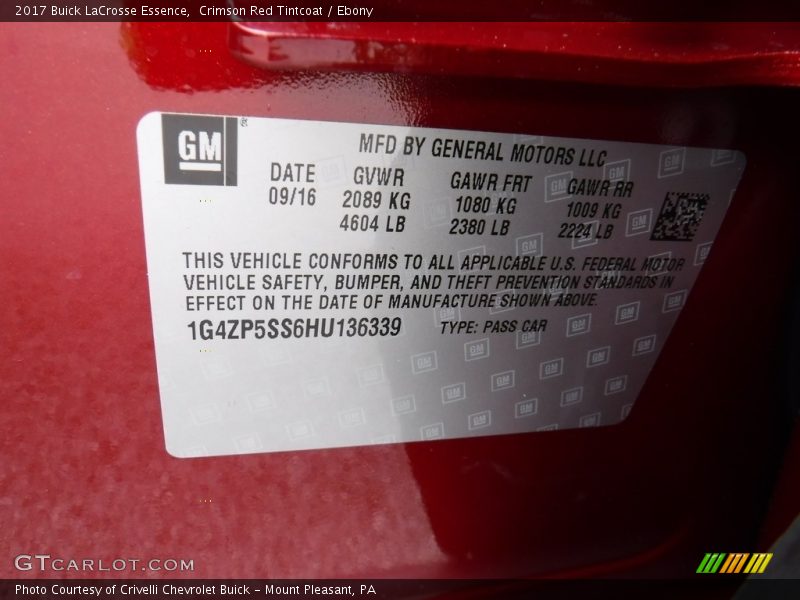 2017 Buick LaCrosse Essence,  Crimson Red Tintcoat / Ebony
GM®
MFD BY GENERAL MOTORS LLC
DATE GVWR GAWR FRT GAWR RR
09/16 2089 KG 1080 KG 1009 KG
4604 LB 2380 LB 2224 LB
THIS VEHICLE CONFORMS TO ALL APPLICABLE U.S. FEDERAL MOTOR
VEHICLE SAFETY, BUMPER, AND THEFT PREVENTION STANDARDS IN
EFFECT ON THE DATE OF MANUFACTURE SHOWN ABOVE.
1G4ZP5SS6HU136339 TYPE: PASS CAR
GTCARLOT.COM
Photo Courtesy of Crivelli Chevrolet Buick - Mount Pleasant, PA